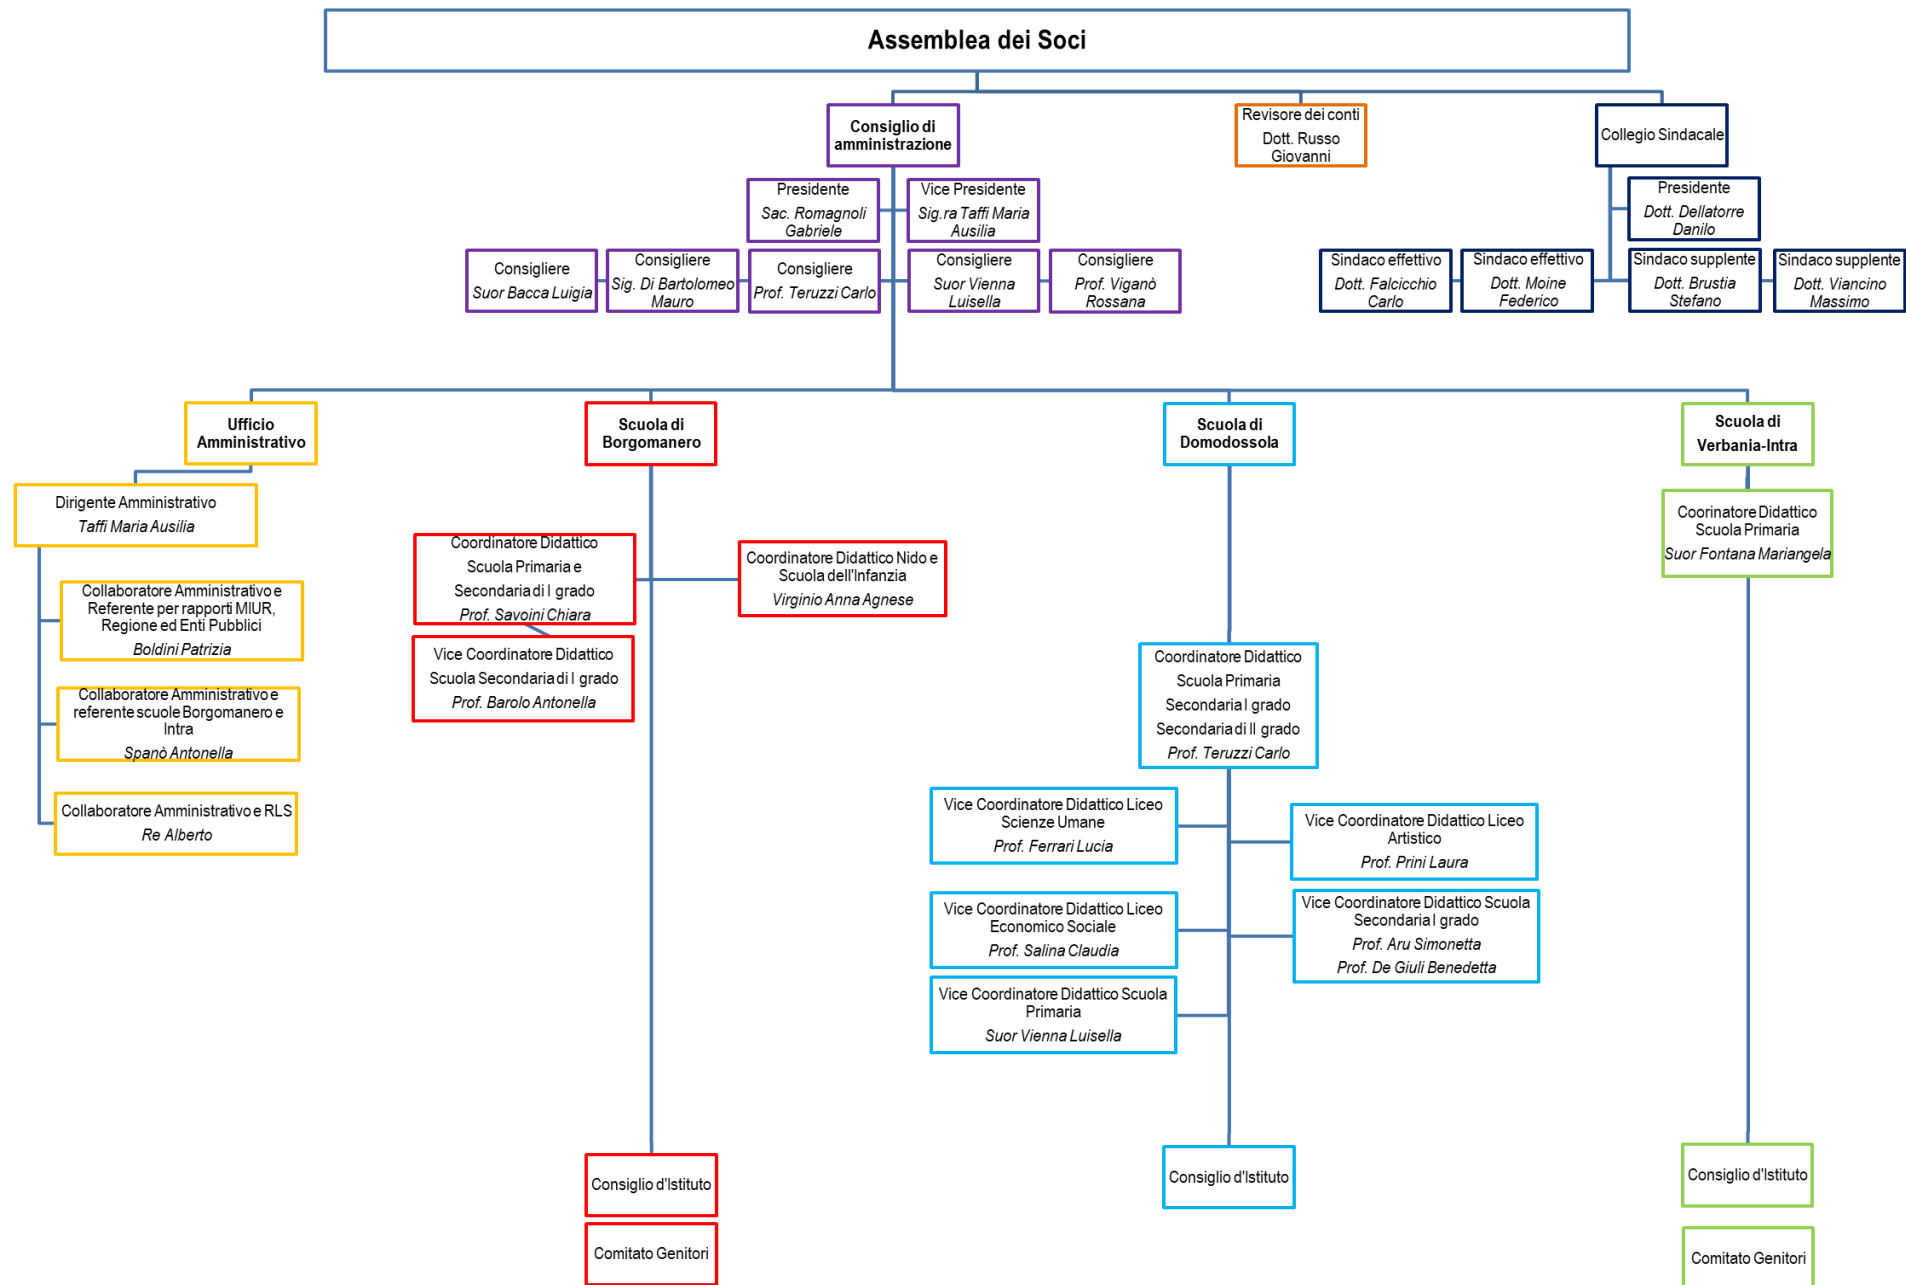 Assemblea dei Soci
Consiglio di
amministrazione
Revisore dei conti
Dott. Russo
Giovanni
Collegio Sindacale
Presidente
Sac. Romagnoli
Gabriele
Vice Presidente
Sig.ra Taffi Maria
Ausilia
Presidente
Dott. Dellatorre
Danilo
Consigliere
Suor Bacca Luigia
Consigliere
Sig. Di Bartolomeo
Mauro
Consigliere
Prof. Teruzzi Carlo
Consigliere
Suor Vienna
Luisella
Consigliere
Prof. Viganò
Rossana
Sindaco effettivo
Dott. Falcicchio
Carlo
Sindaco effettivo
Dott. Moine
Federico
Sindaco supplente
Dott. Brustia
Stefano
Sindaco supplente
Dott. Viancino
Massimo
Ufficio
Amministrativo
Scuola di
Borgomanero
Scuola di
Domodossola
Scuola di
Verbania-Intra
Dirigente Amministrativo
Taffi Maria Ausilia
Collaboratore Amministrativo e
Referente per rapporti MIUR,
Regione ed Enti Pubblici
Boldini Patrizia
Collaboratore Amministrativo e
referente scuole Borgomanero e
Intra
Spanò Antonella
Collaboratore Amministrativo e RLS
Re Alberto
Coordinatore Didattico
Scuola Primaria e
Secondaria di I grado
Prof. Savoini Chiara
Coordinatore Didattico Nido e
Scuola dell'Infanzia
Virginio Anna Agnese
Vice Coordinatore Didattico
Scuola Secondaria di I grado
Prof. Barolo Antonella
Coordinatore Didattico
Scuola Primaria
Secondaria I grado
Secondaria di II grado
Prof. Teruzzi Carlo
Vice Coordinatore Didattico Liceo
Scienze Umane
Prof. Ferrari Lucia
Vice Coordinatore Didattico Liceo
Artistico
Prof. Prini Laura
Vice Coordinatore Didattico Liceo
Economico Sociale
Prof. Salina Claudia
Vice Coordinatore Didattico Scuola
Secondaria I grado
Prof. Aru Simonetta
Prof. De Giuli Benedetta
Vice Coordinatore Didattico Scuola
Primaria
Suor Vienna Luisella
Coorinatore Didattico
Scuola Primaria
Suor Fontana Mariangela
Consiglio d'Istituto
Comitato Genitori
Consiglio d'Istituto
Consiglio d'Istituto
Comitato Genitori